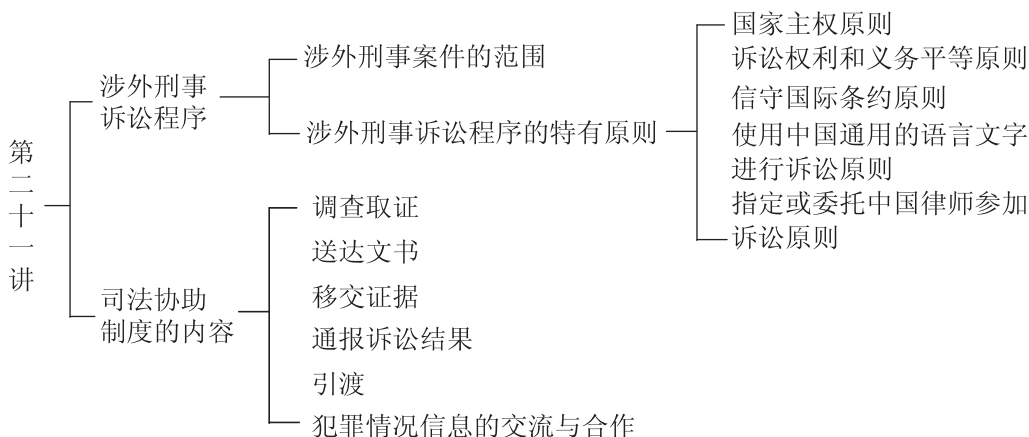 第二十一讲
涉外刑事
诉讼程序
涉外刑事案件的范围
涉外刑事诉讼程序的特有原则
国家主权原则
诉讼权利和义务平等原则
信守国际条约原则
使用中国通用的语言文字
进行诉讼原则
指定或委托中国律师参加
诉讼原则
司法协助
制度的内容
调查取证
送达文书
移交证据
通报诉讼结果
引渡
犯罪情况信息的交流与合作